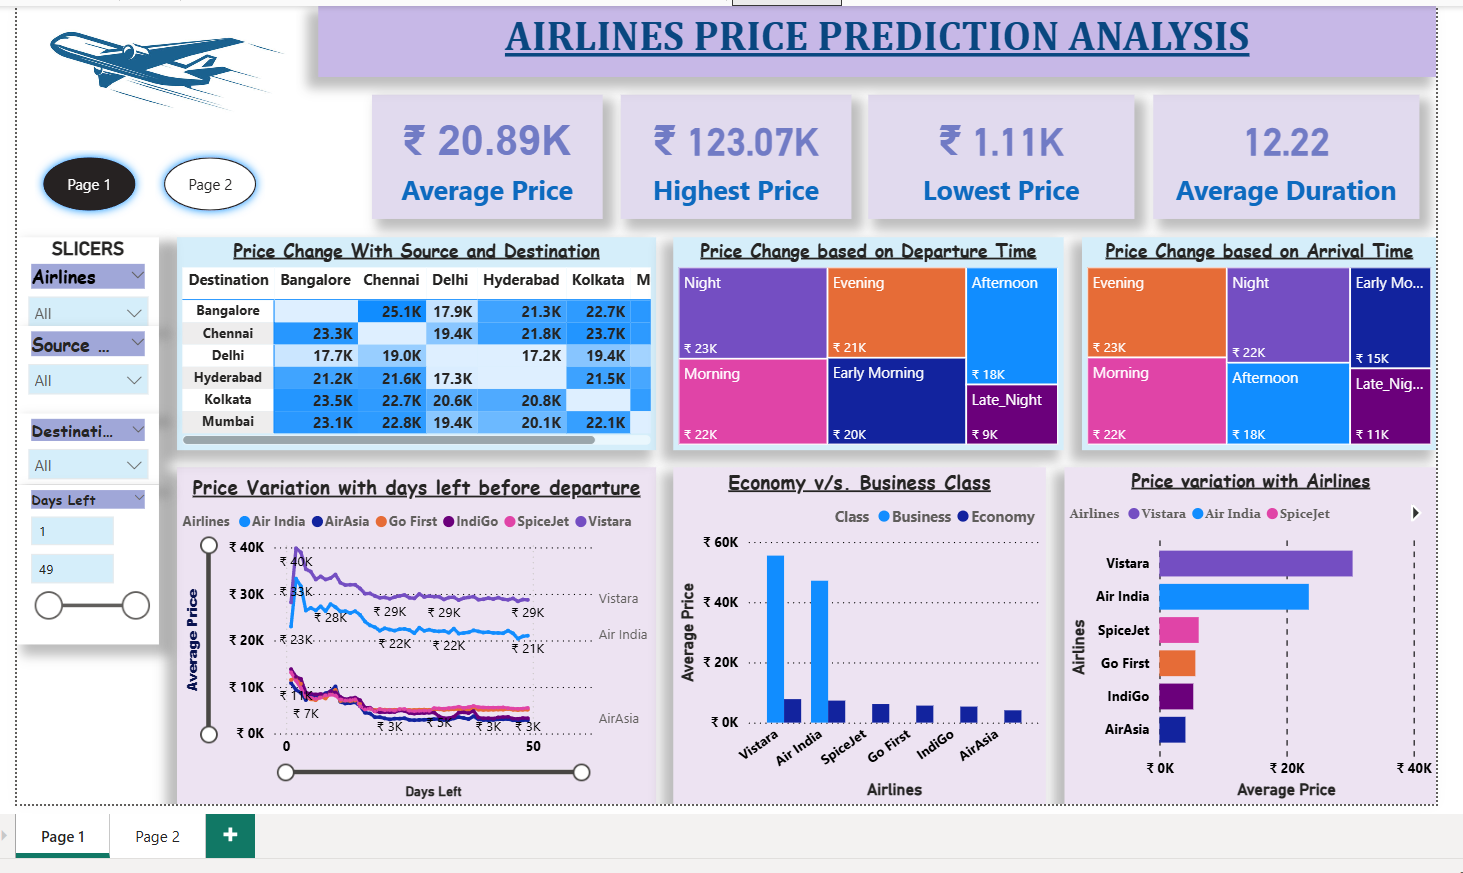 AIRLINES PRICE PREDICTION ANALYSIS
₹ 20.89K
Average Price
₹ 123.07K
Highest Price
₹ 1.11K
Lowest Price
12.22
Average Duration
Page 1
Page 2
SLICERS
Airlines
All
Source ...
All
Destinati...
All
Days Left
1
49
Price Change With Source and Destination
Destination Bangalore Chennai Delhi Hyderabad Kolkata M
Bangalore 25.1K 17.9K 21.3K 22.7K
Chennai 23.3K 19.4K 21.8K 23.7K
Delhi 17.7K 19.0K 17.2K 19.4K
Hyderabad 21.2K 21.6K 17.3K 21.5K
Kolkata 23.5K 22.7K 20.6K 20.8K
Mumbai 23.1K 22.8K 19.4K 20.1K 22.1K
Price Change based on Departure Time
Night
₹ 23K
Morning
₹ 22K
Evening
₹ 21K
Early Morning
₹ 20K
Afternoon
₹ 18K
Late_Night
₹ 9K
Price Change based on Arrival Time
Evening
₹ 23K
Morning
₹ 22K
Night
₹ 22K
Afternoon
₹ 18K
Early Mo...
₹ 15K
Late_Nig...
₹ 11K
Price Variation with days left before departure
Airlines Air India AirAsia Go First IndiGo SpiceJet Vistara
Average Price
₹ 40K
₹ 30K
₹ 20K
₹ 10K
₹ 0K
₹ 40K
₹ 33K
₹ 29K
₹ 29K
₹ 29K
₹ 28K
₹ 23K
₹ 22K
₹ 22K
₹ 21K
₹ 7K
₹ 3K
₹ 3K
₹ 3K
Vistara
Air India
AirAsia
0
50
Days Left
Economy v/s. Business Class
Class Business Economy
Average Price
₹ 60K
₹ 40K
₹ 20K
₹ 0K
Vistara
Air India
SpiceJet
Go First
IndiGo
AirAsia
Airlines
Price variation with Airlines
Airlines Vistara Air India SpiceJet
Airlines
Vistara
Air India
SpiceJet
Go First
IndiGo
AirAsia
₹ 0K
₹ 20K
₹ 40K
Average Price
Page 1
Page 2
+